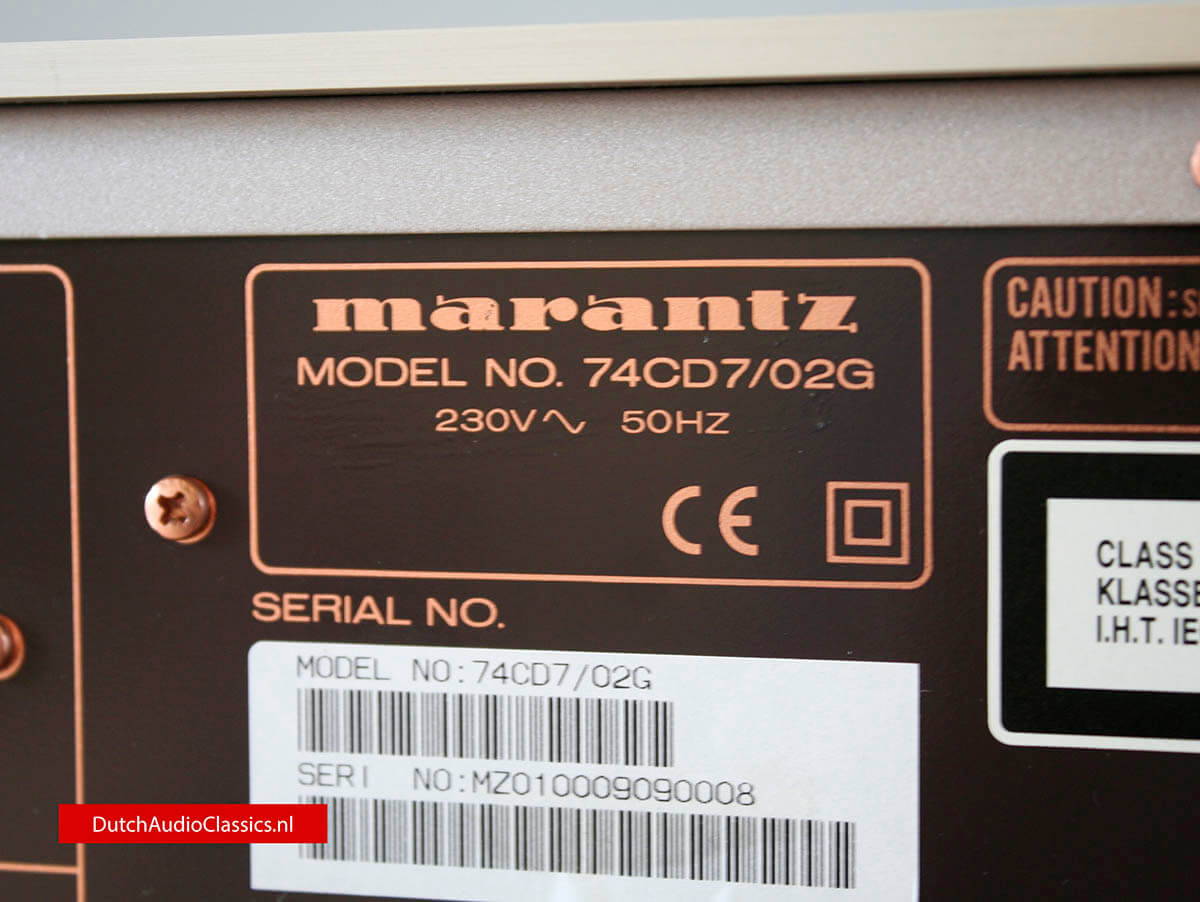 marantz
MODEL NO. 74CD7/02G
230V∿ 50HZ
CE
SERIAL NO.
MODEL NO:74CD7/02G
SERI NO:MZ010009090008
CAUTION:
ATTENTION
CLASS
KLASSE
I.H.T. IE
DutchAudioClassics.nl